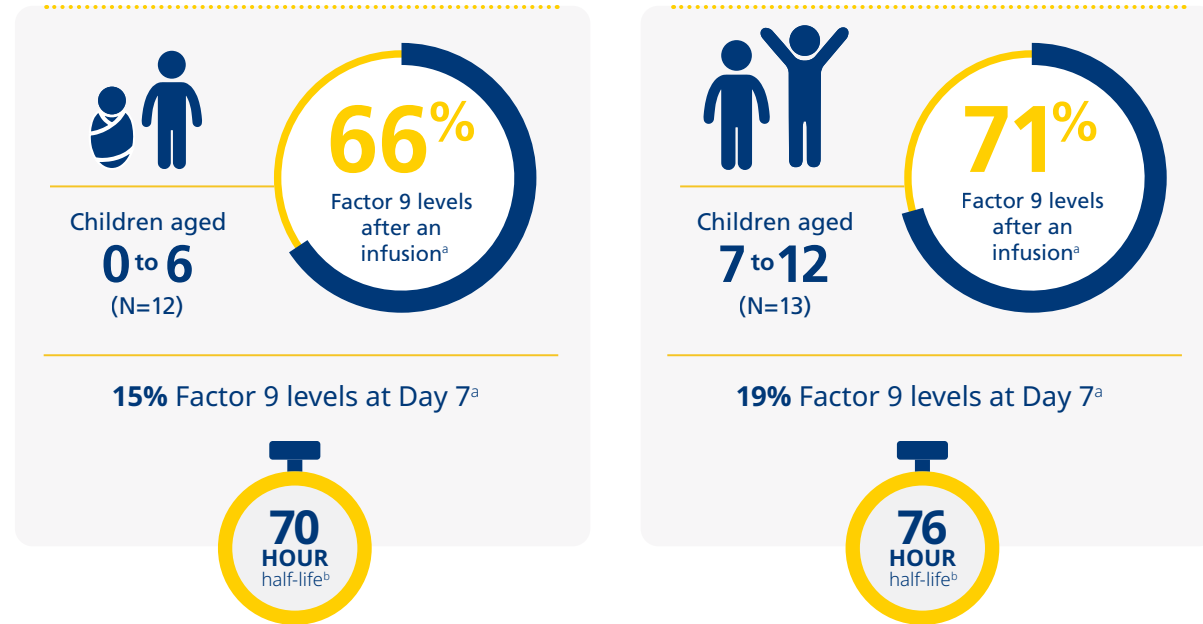 66%
Factor 9 levels
after an
infusionᵃ
Children aged
0 to 6
(N=12)
15% Factor 9 levels at Day 7ᵃ
70
HOUR
half-lifeᵇ
71%
Factor 9 levels
after an
infusionᵃ
Children aged
7 to 12
(N=13)
19% Factor 9 levels at Day 7ᵃ
76
HOUR
half-lifeᵇ